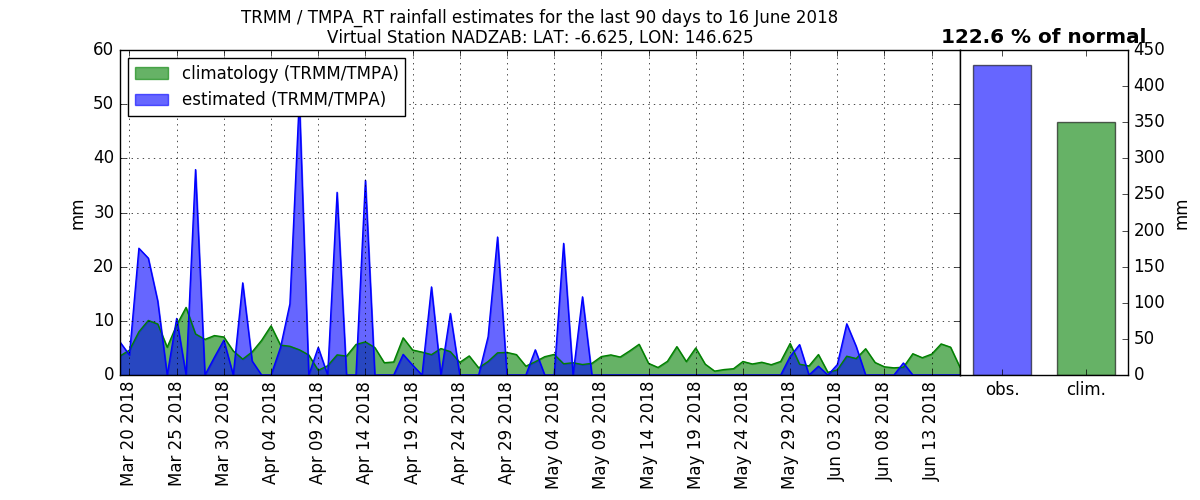 TRMM / TMPA_RT rainfall estimates for the last 90 days to 16 June 2018
Virtual Station NADZAB: LAT: -6.625, LON: 146.625
122.6 % of normal
climatology (TRMM/TMPA)
estimated (TRMM/TMPA)
60
50
40
30
20
10
0
mm
450
400
350
300
250
200
150
100
50
0
mm
Mar 20 2018
Mar 25 2018
Mar 30 2018
Apr 04 2018
Apr 09 2018
Apr 14 2018
Apr 19 2018
Apr 24 2018
Apr 29 2018
May 04 2018
May 09 2018
May 14 2018
May 19 2018
May 24 2018
May 29 2018
Jun 03 2018
Jun 08 2018
Jun 13 2018
obs.
clim.